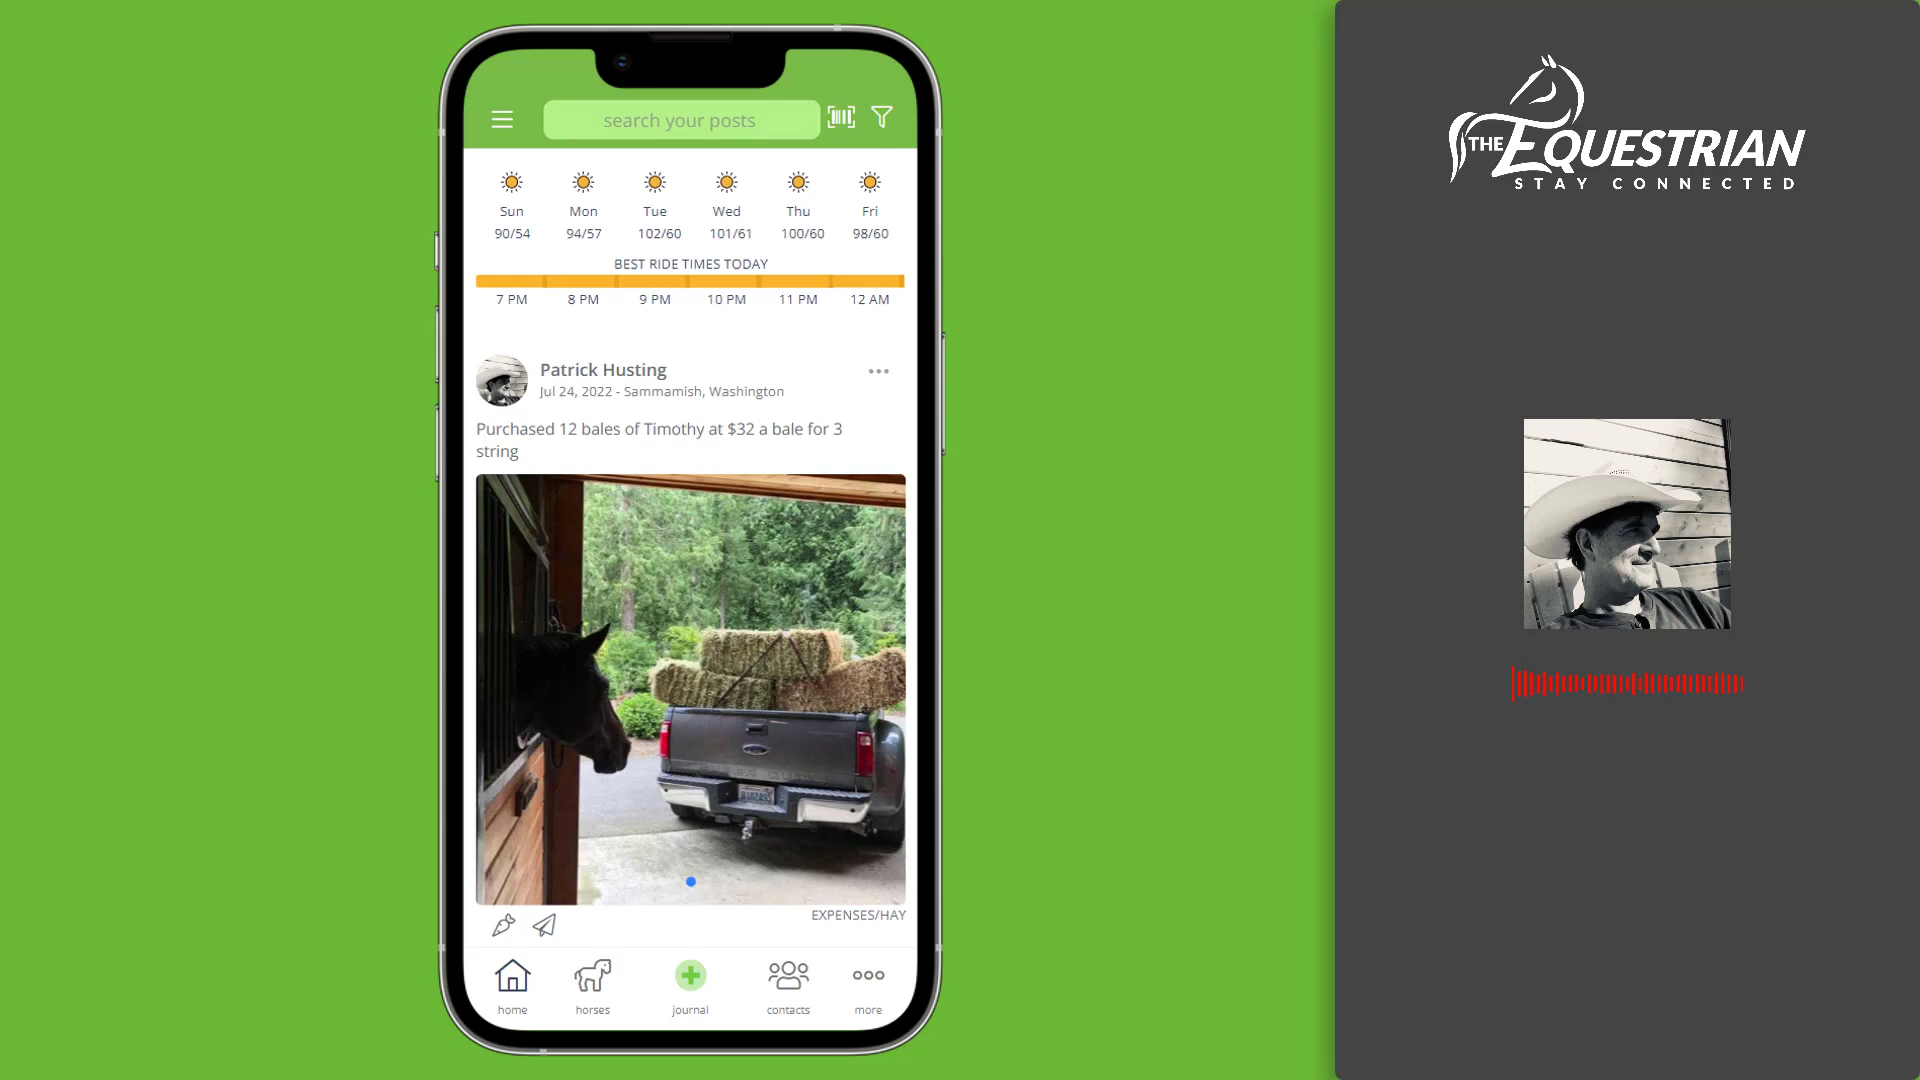 search your posts
Sun Mon Tue Wed Thu Fri
90/54 94/57 102/60 101/61 100/60 98/60
BEST RIDE TIMES TODAY
7 PM 8 PM 9 PM 10 PM 11 PM 12 AM
Patrick Husting
Jul 24, 2022 - Sammamish, Washington
Purchased 12 bales of Timothy at $32 a bale for 3
string
EXPENSES/HAY
home horses journal contacts more
THE EQUESTRIAN
STAY CONNECTED